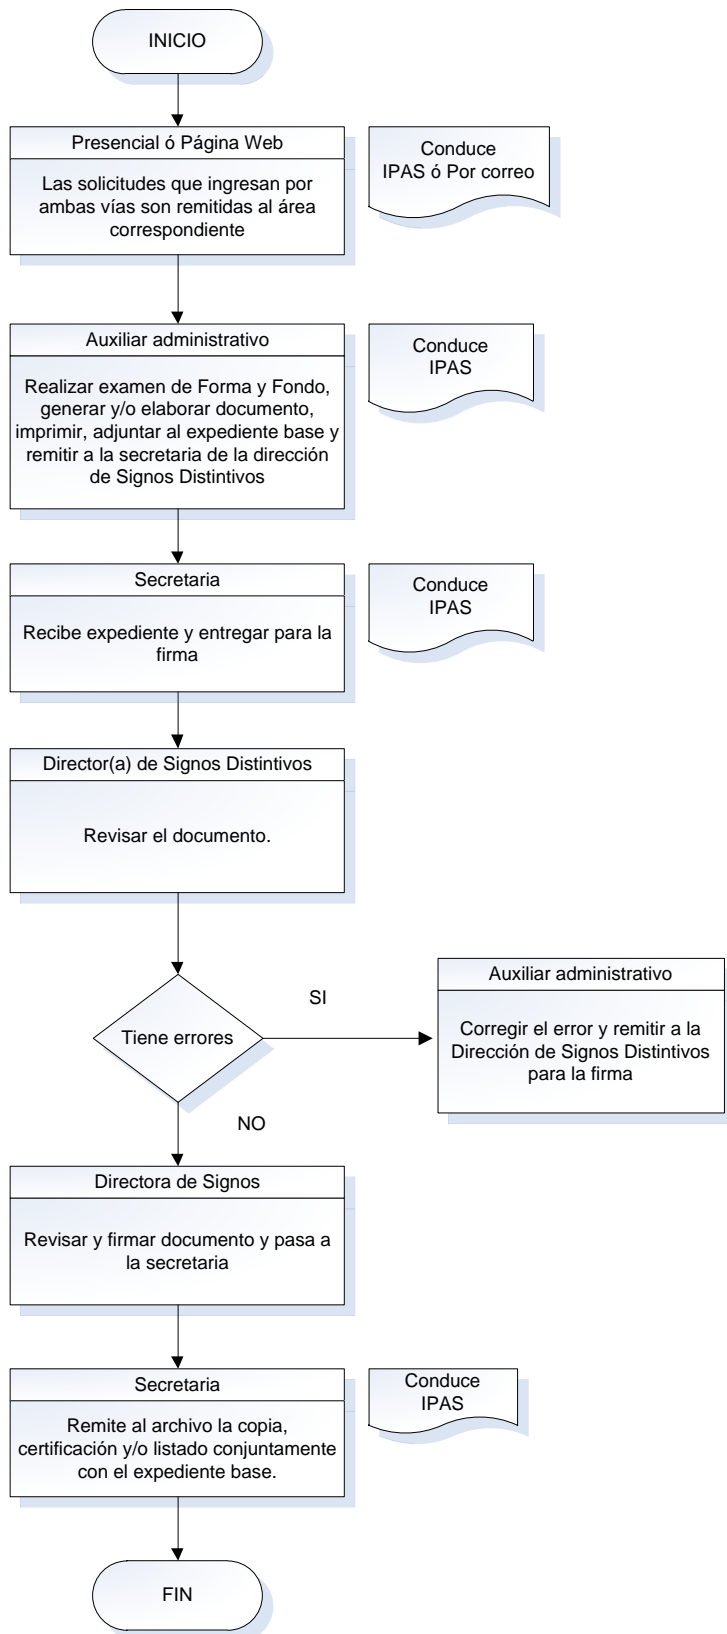 INICIO
Presencial ó Página Web
Las solicitudes que ingresan por
ambas vías son remitidas al área
correspondiente
Conduce
IPAS ó Por correo
Auxiliar administrativo
Realizar examen de Forma y Fondo,
generar y/o elaborar documento,
imprimir, adjuntar al expediente base y
remitir a la secretaria de la dirección
de Signos Distintivos
Conduce
IPAS
Secretaria
Recibe expediente y entregar para la
firma
Conduce
IPAS
Director(a) de Signos Distintivos
Revisar el documento.
Tiene errores
SI
Auxiliar administrativo
Corregir el error y remitir a la
Dirección de Signos Distintivos
para la firma
NO
Directora de Signos
Revisar y firmar documento y pasa a
la secretaria
Secretaria
Remite al archivo la copia,
certificación y/o listado conjuntamente
con el expediente base.
Conduce
IPAS
FIN